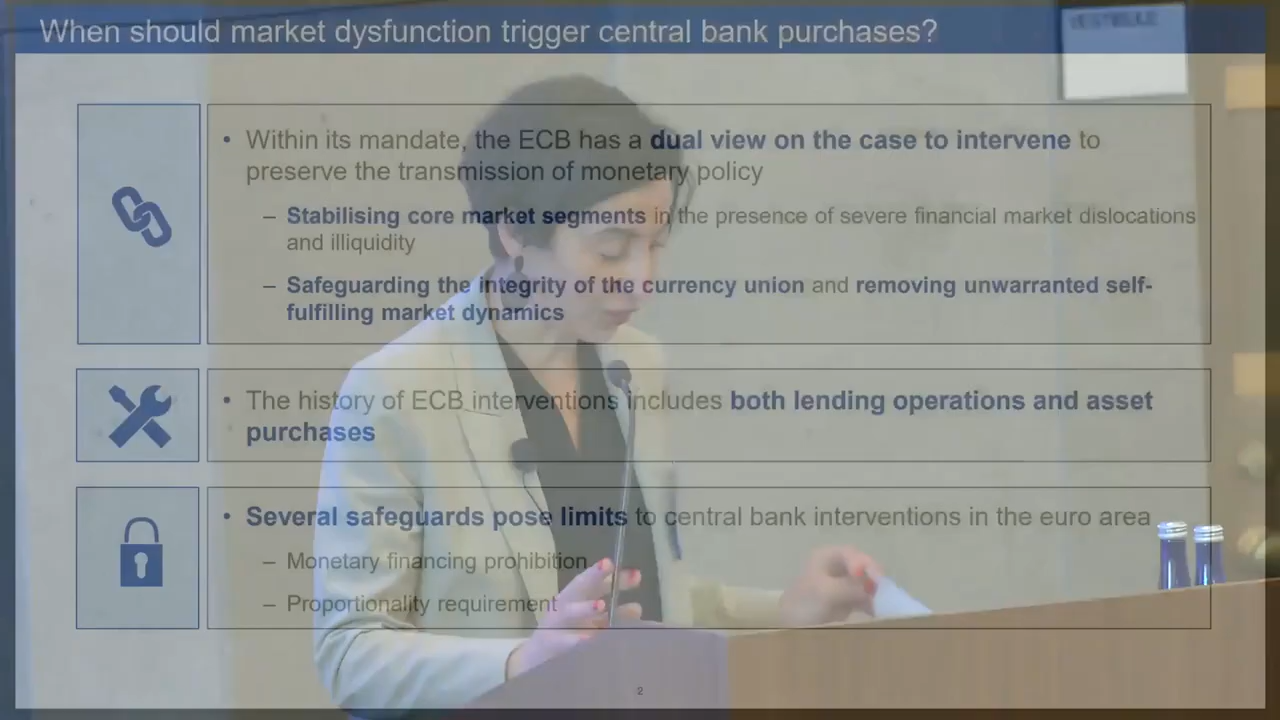 When should market dysfunction trigger central bank purchases?
• Within its mandate, the ECB has a dual view on the case to intervene to
preserve the transmission of monetary policy
– Stabilising core market segments in the presence of severe financial market dislocations
and illiquidity
– Safeguarding the integrity of the currency union and removing unwarranted self-
fulfilling market dynamics
• The history of ECB interventions includes both lending operations and asset
purchases
• Several safeguards pose limits to central bank interventions in the euro area
– Monetary financing prohibition
– Proportionality requirement
2